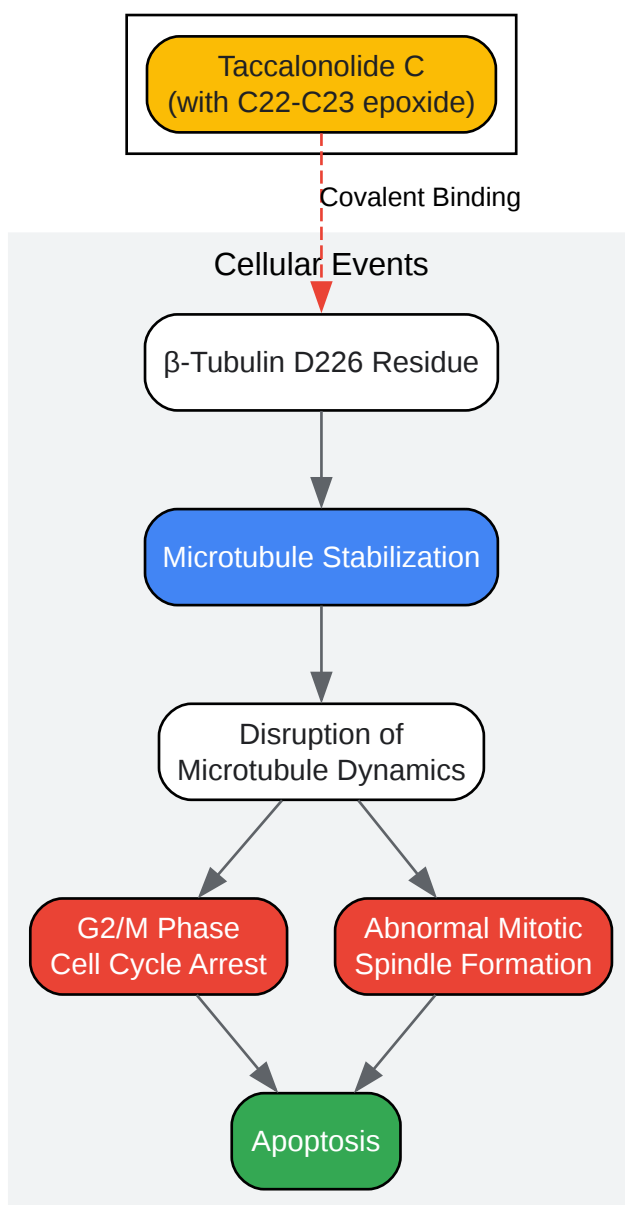 Taccalonolide C
(with C22-C23 epoxide)
Covalent Binding
Cellular Events
β-Tubulin D226 Residue
Microtubule Stabilization
Disruption of
Microtubule Dynamics
G2/M Phase
Cell Cycle Arrest
Abnormal Mitotic
Spindle Formation
Apoptosis